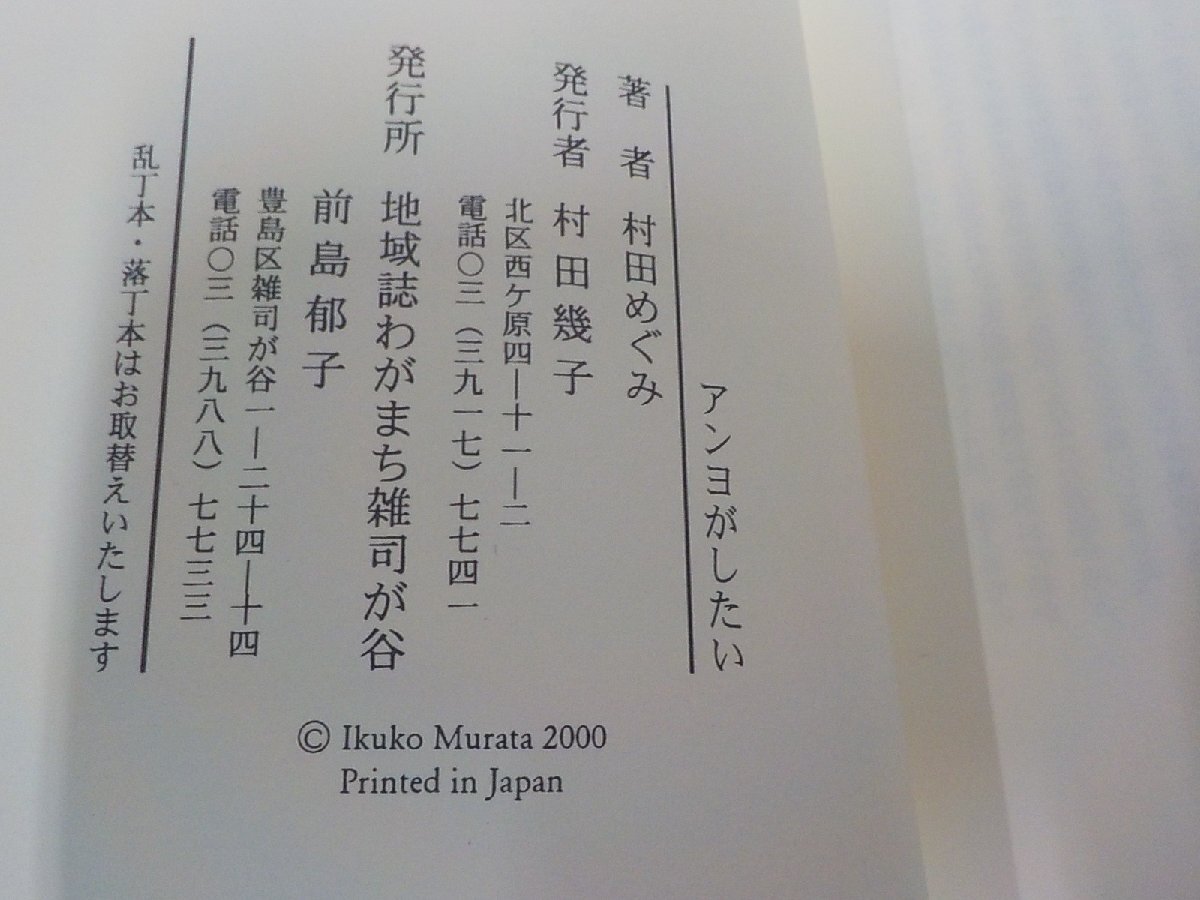 アンヨがしたい
著者 村田めぐみ
発行者 村田幾子
北区西ケ原四―十一―二
電話〇三(三九一七)七七四一
発行所 地域誌わがまち雑司が谷
前島郁子
豊島区雑司が谷一―二十四―十四
電話〇三(三九八八)七七三三
乱丁本・落丁本はお取替えいたします
© Ikuko Murata 2000
Printed in Japan